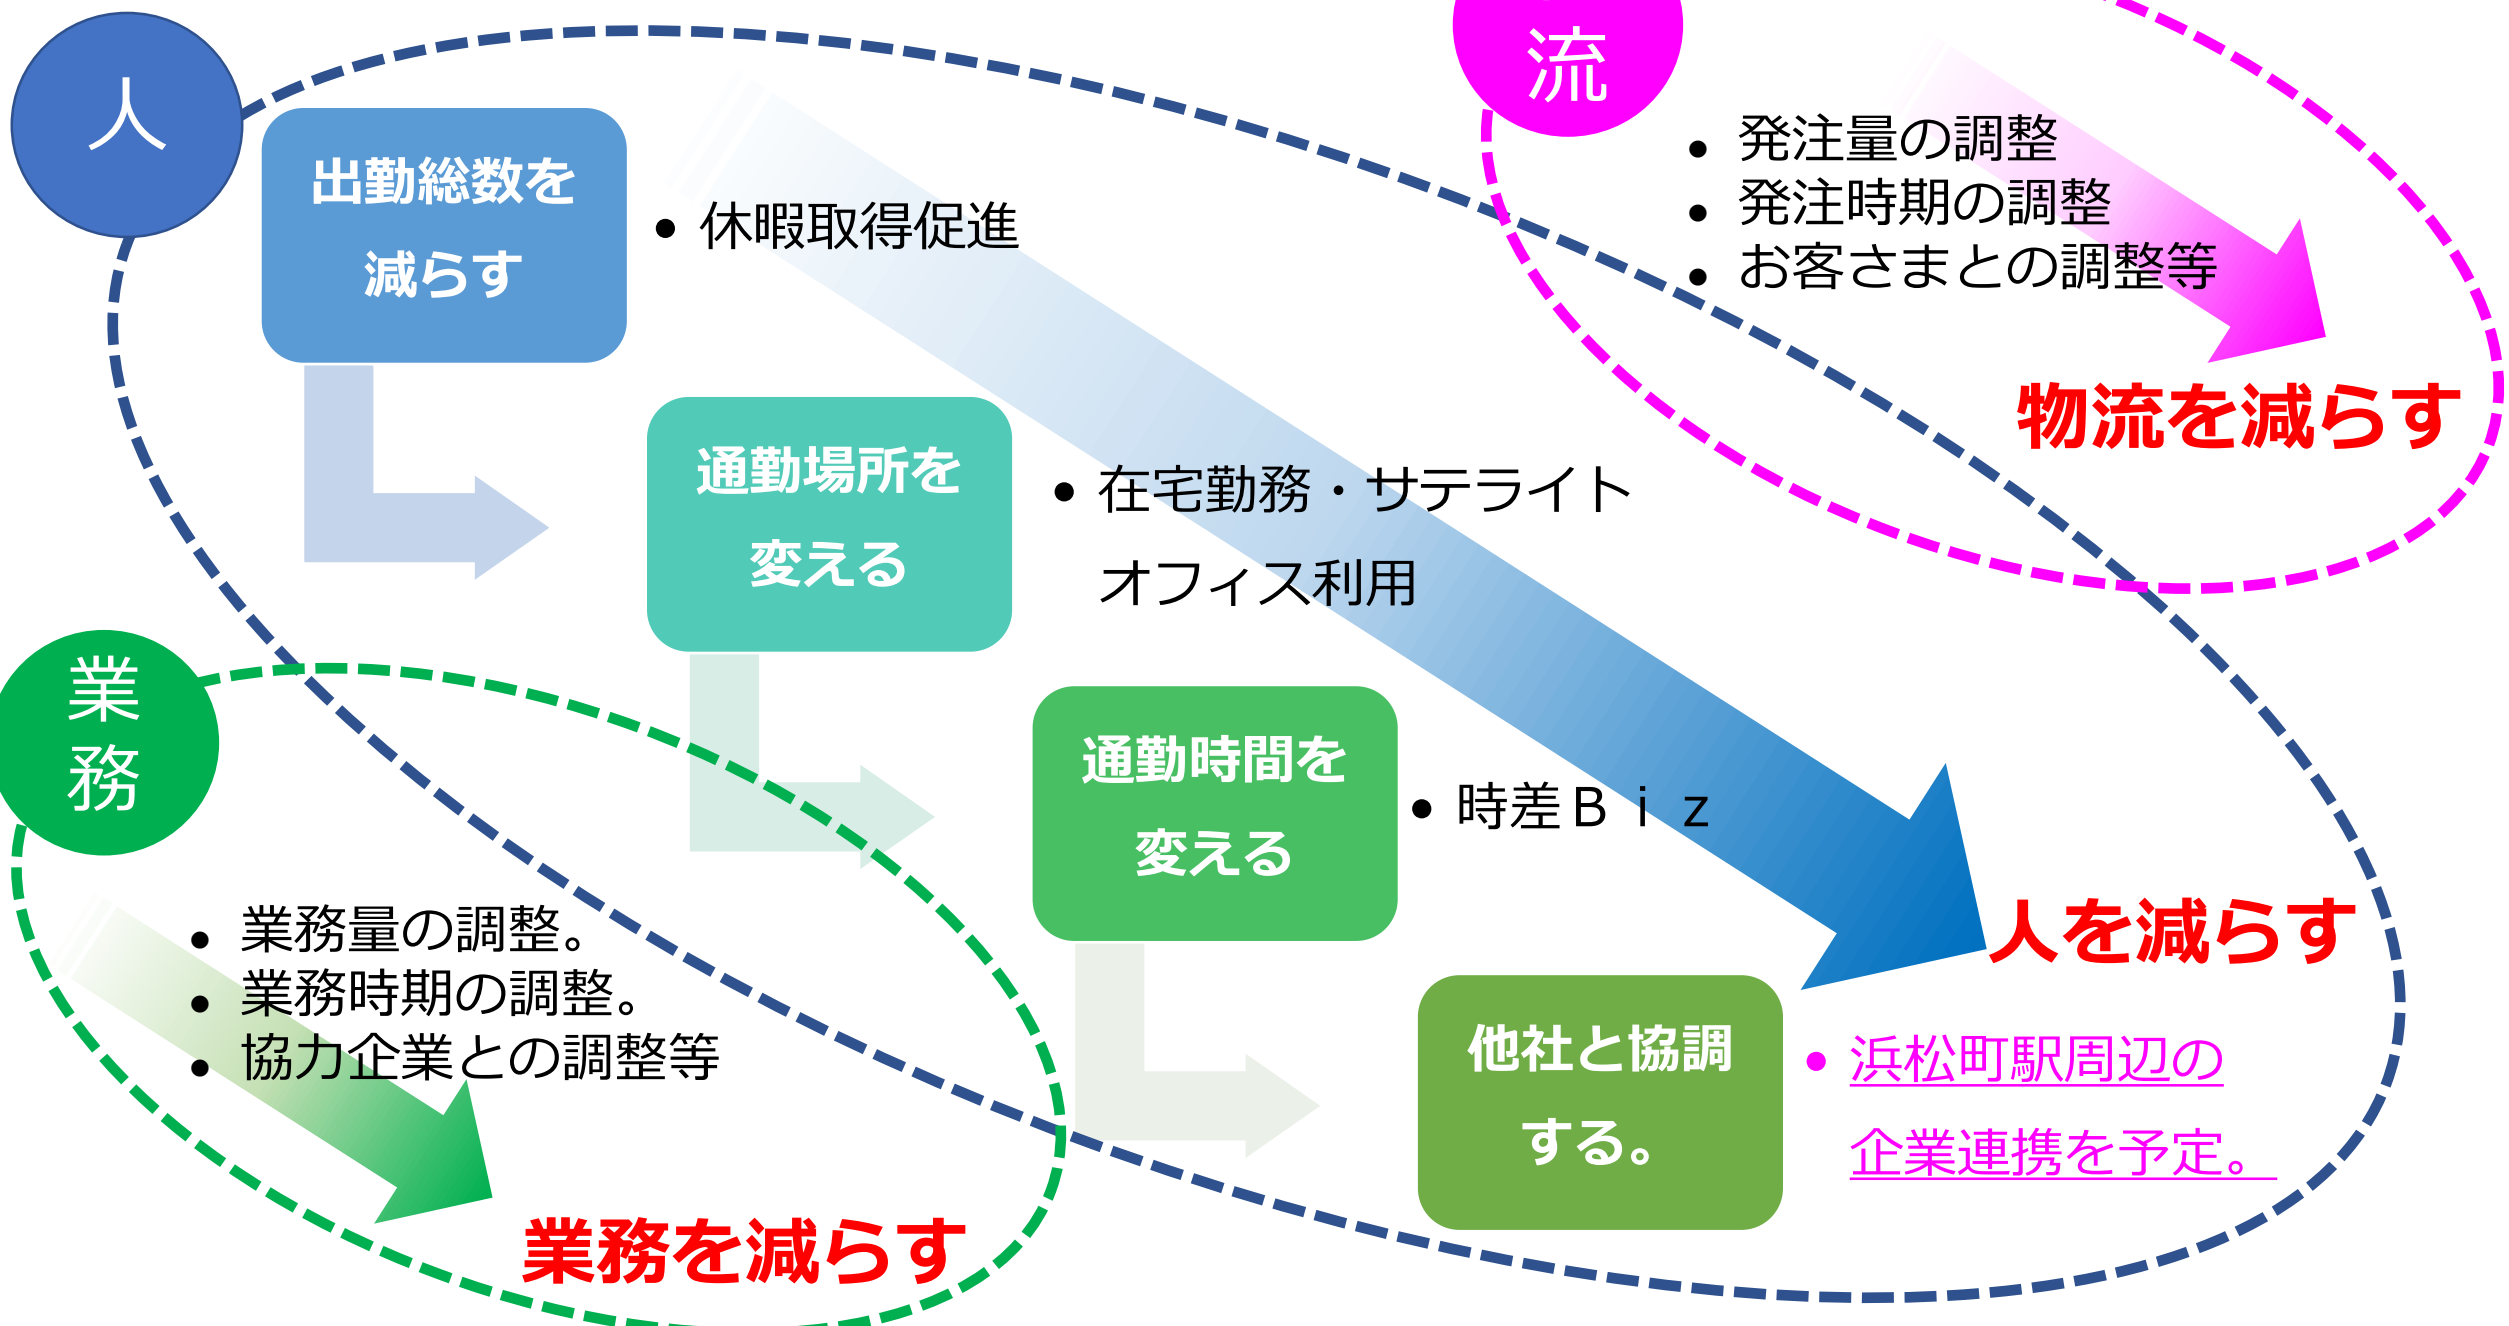 人
出勤総数を
減らす
● 休暇取得促進
流
● 発注量の調整
● 発注時期の調整
● お客さまとの調整等
物流を減らす
通勤場所を
変える
● 在宅勤務・サテライト
オフィス利用
業
務
通勤時間を
変える
● 時差Ｂｉｚ
● 業務量の調整。
● 業務時期の調整。
● 協力企業との調整等
人を減らす
他社と協調
する。
● 浜松町駅周辺の
企業連携を予定。
業務を減らす